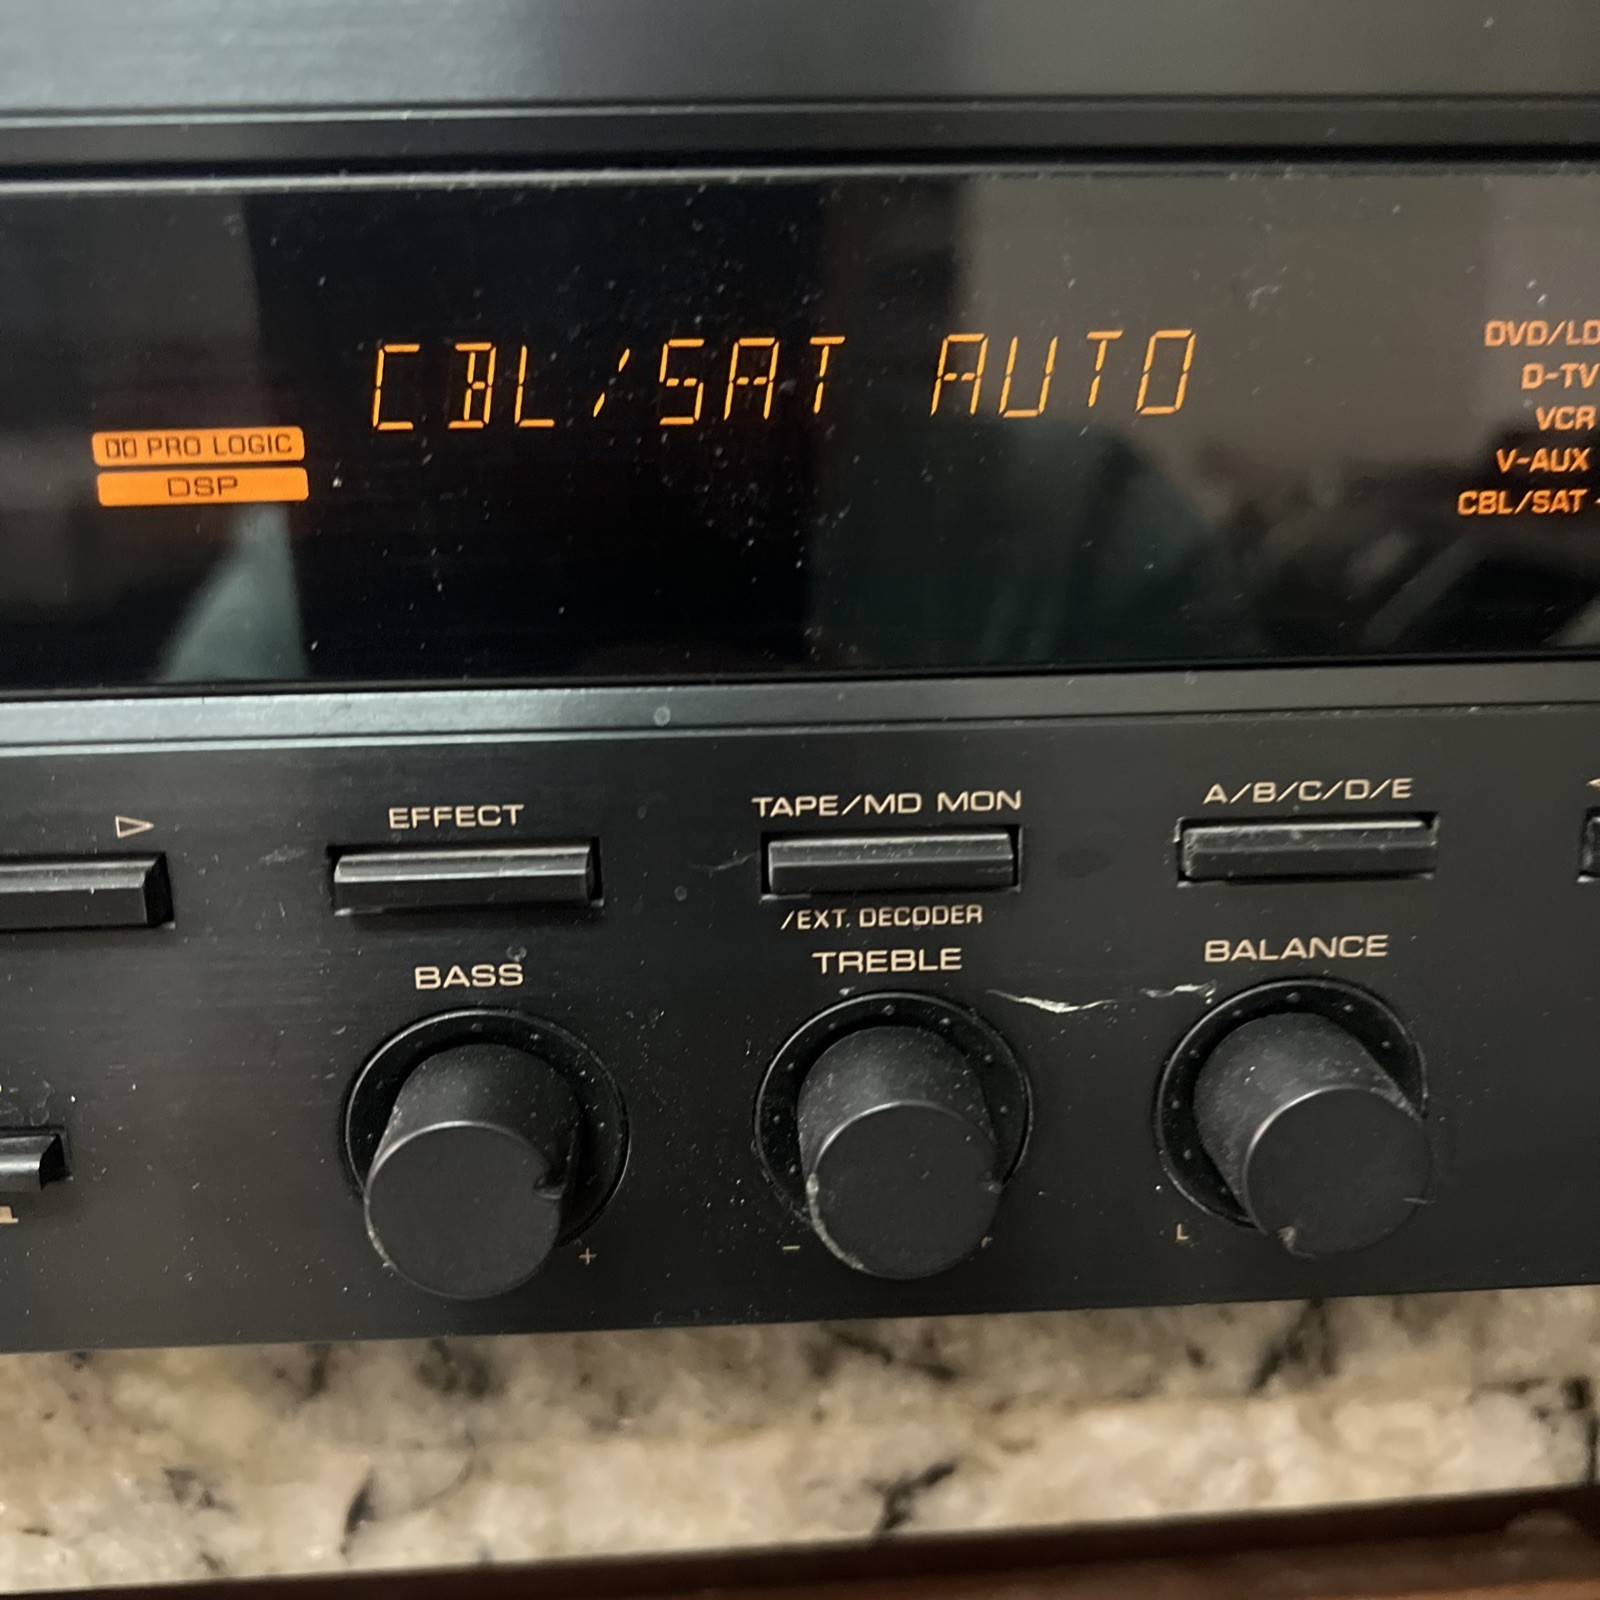 CBL/SAT AUTO
DVD/LD
D-TV
VCR
V-AUX
CBL/SAT
PRO LOGIC
DSP
EFFECT
TAPE/MD MON
A/B/C/D/E
/EXT. DECODER
BASS
TREBLE
BALANCE
+
−
L